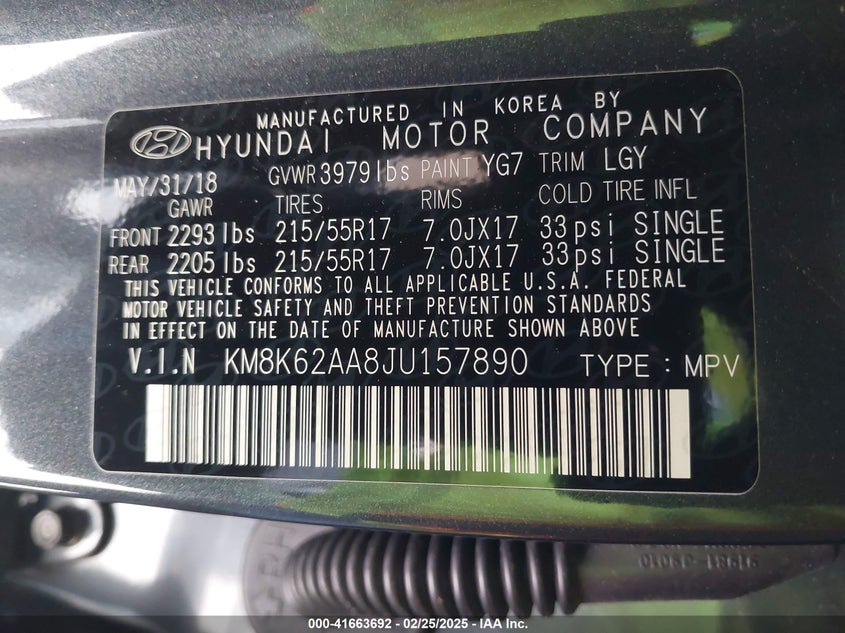 MANUFACTURED IN KOREA BY
HYUNDAI MOTOR COMPANY
MAY/31/18 GVWR 3979 lbs PAINT YG7 TRIM LGY
GAWR TIRES RIMS COLD TIRE INFL
FRONT 2293 lbs 215/55R17 7.0JX17 33 psi SINGLE
REAR 2205 lbs 215/55R17 7.0JX17 33 psi SINGLE
THIS VEHICLE CONFORMS TO ALL APPLICABLE U.S.A. FEDERAL
MOTOR VEHICLE SAFETY AND THEFT PREVENTION STANDARDS
IN EFFECT ON THE DATE OF MANUFACTURE SHOWN ABOVE
V.I.N KM8K62AA8JU157890 TYPE : MPV
000-41663692 - 02/25/2025 - IAA Inc.